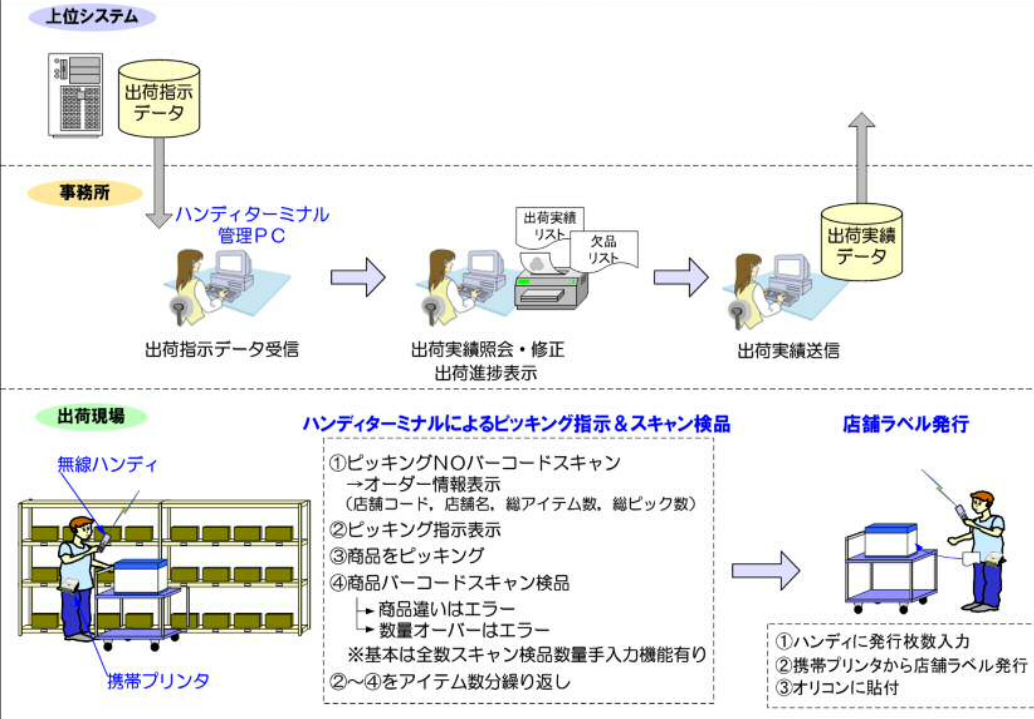 上位システム
出荷指示
データ
事務所
ハンディターミナル
管理PC
出荷実績
リスト
欠品
リスト
出荷実績
データ
出荷指示データ受信
出荷実績照会・修正
出荷進捗表示
出荷実績送信
出荷現場
ハンディターミナルによるピッキング指示&スキャン検品
店舗ラベル発行
無線ハンディ
携帯プリンタ
①ピッキングNOバーコードスキャン
→オーダー情報表示
(店舗コード,店舗名,総アイテム数,総ピック数)
②ピッキング指示表示
③商品をピッキング
④商品バーコードスキャン検品
商品違いはエラー
数量オーバーはエラー
※基本は全数スキャン検品数量手入力機能有り
②~④をアイテム数分繰り返し
①ハンディに発行枚数入力
②携帯プリンタから店舗ラベル発行
③オリコンに貼付